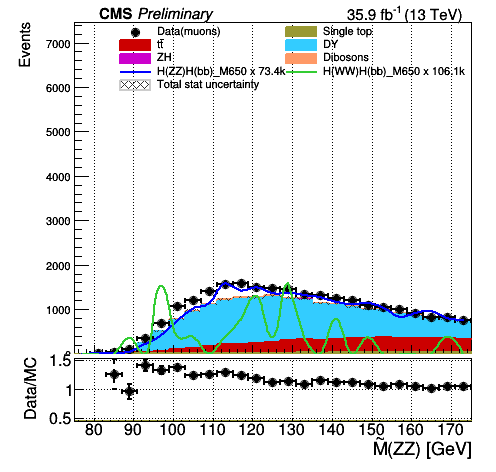 CMS Preliminary 35.9 fb⁻¹ (13 TeV)
Events
Data(muons) Single top
tt̄ DY
ZH Dibosons
H(ZZ)H(bb)_M650 x 73.4k H(WW)H(bb)_M650 x 106.1k
Total stat uncertainty
7000
6000
5000
4000
3000
2000
1000
Data/MC
1.5
1
0.5
80 90 100 110 120 130 140 150 160 170
M̃(ZZ) [GeV]